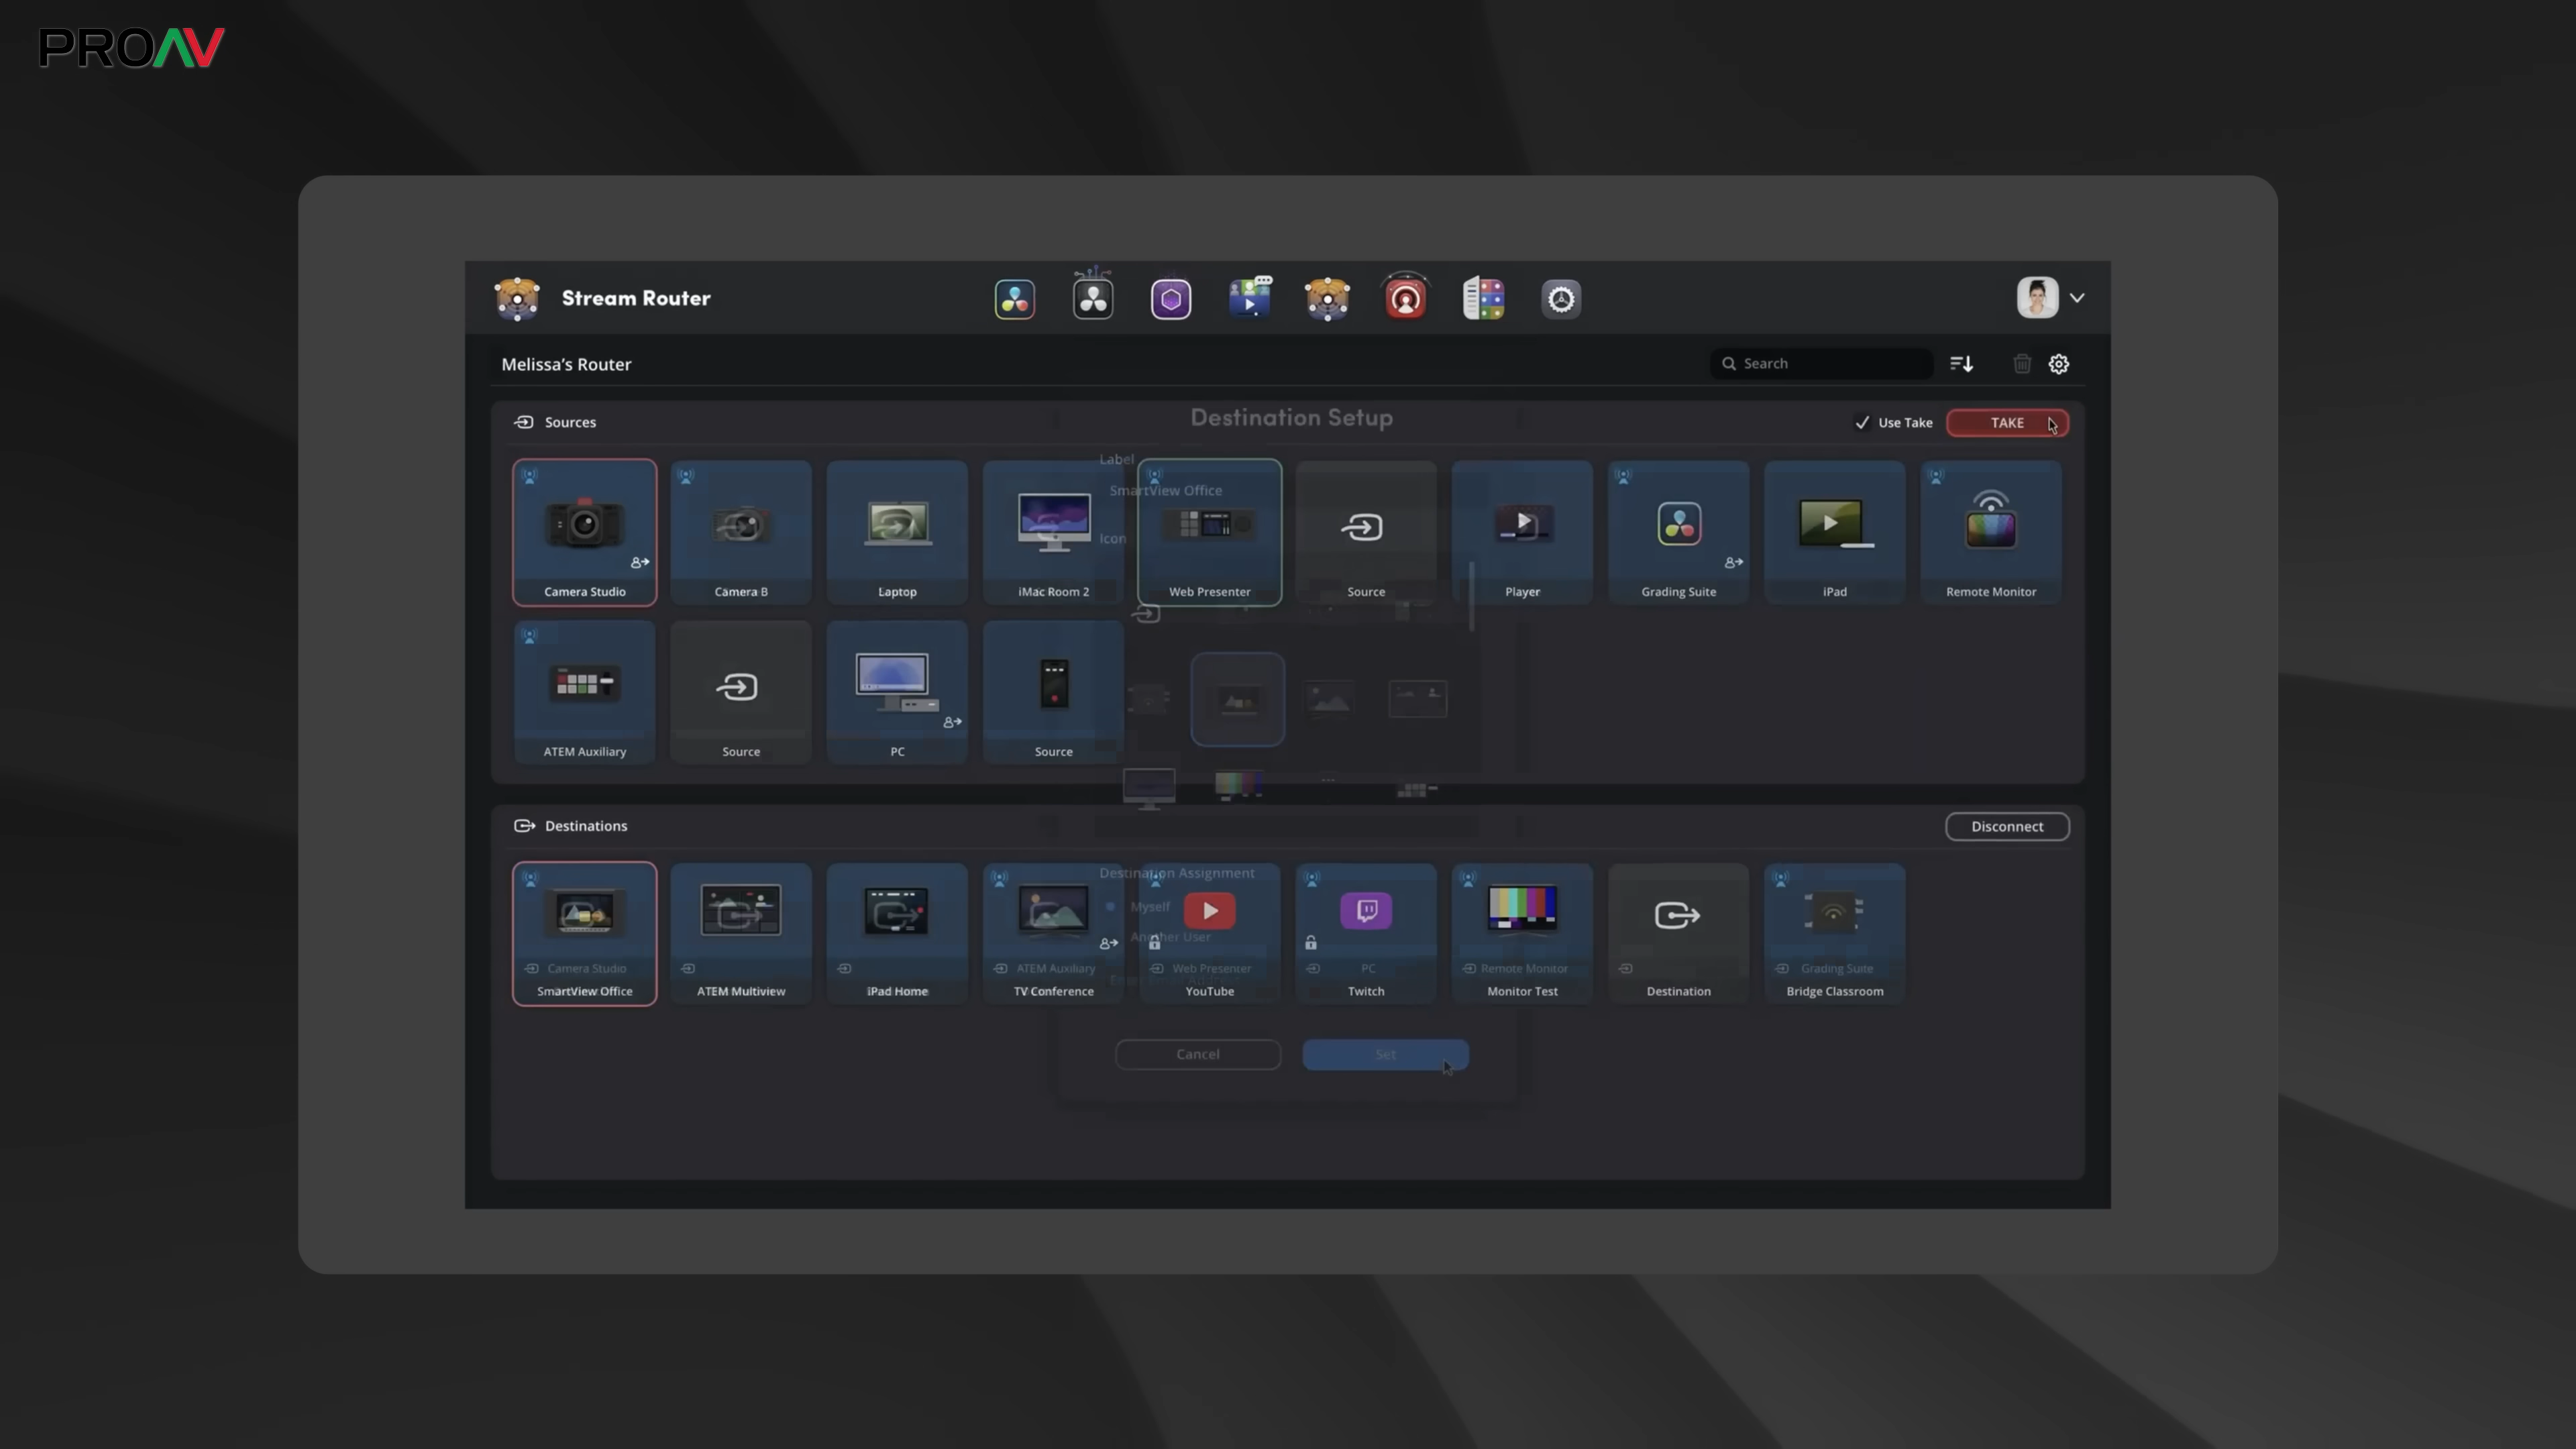 PROAV
Stream Router
Melissa's Router
Search
Destination Setup
Sources
Use Take
TAKE
Label
SmartView Office
Icon
Camera Studio
Camera B
Laptop
iMac Room 2
Web Presenter
Source
Player
Grading Suite
iPad
Remote Monitor
ATEM Auxiliary
Source
PC
Source
Destinations
Disconnect
Destination Assignment
Myself
Another User
Camera Studio
ATEM Auxiliary
Web Presenter
PC
Remote Monitor
Grading Suite
SmartView Office
ATEM Multiview
iPad Home
TV Conference
YouTube
Twitch
Monitor Test
Destination
Bridge Classroom
Cancel
Set